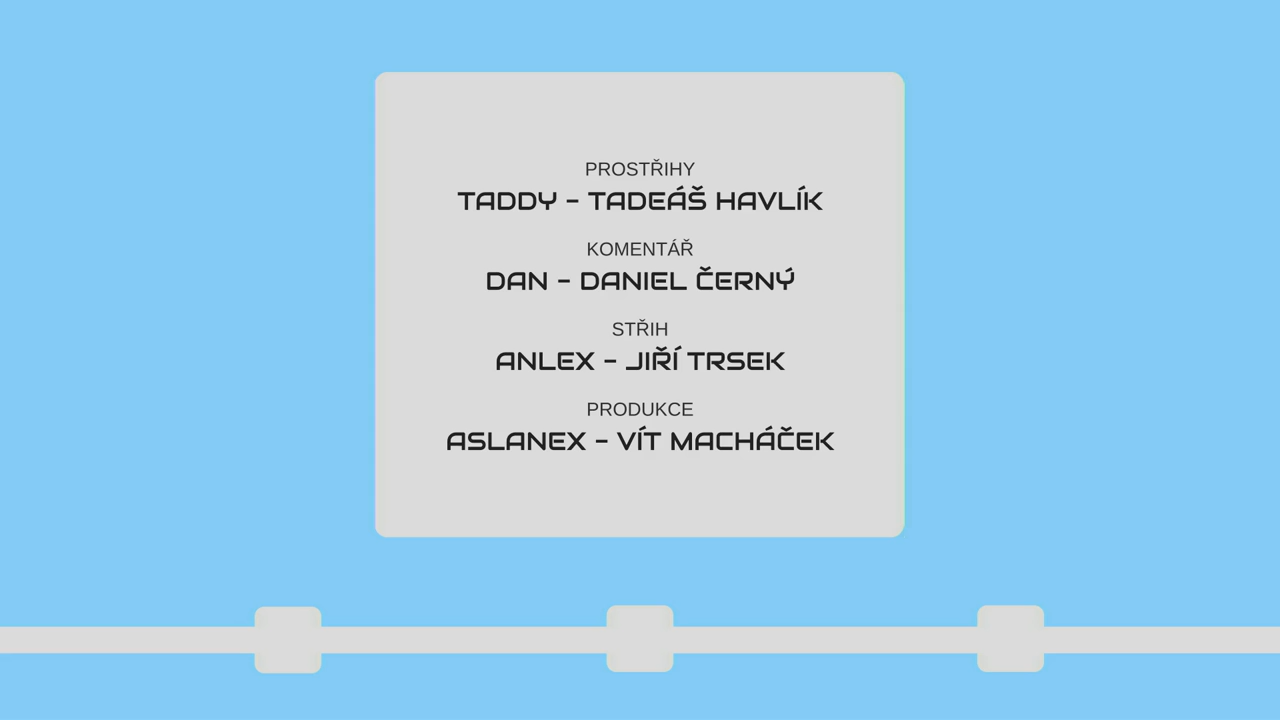 PROSTŘIHY
TADDY - TADEÁŠ HAVLÍK
KOMENTÁŘ
DAN - DANIEL ČERNÝ
STŘIH
ANLEX - JIŘÍ TRSEK
PRODUKCE
ASLANEX - VÍT MACHÁČEK